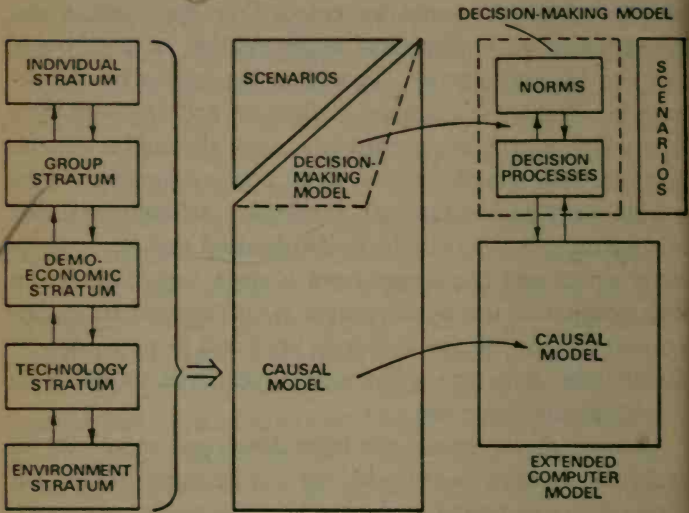 DECISION-MAKING MODEL
INDIVIDUAL
STRATUM
GROUP
STRATUM
DEMO-
ECONOMIC
STRATUM
TECHNOLOGY
STRATUM
ENVIRONMENT
STRATUM
SCENARIOS
DECISION-
MAKING
MODEL
CAUSAL
MODEL
NORMS
DECISION
PROCESSES
CAUSAL
MODEL
EXTENDED
COMPUTER
MODEL
S
C
E
N
A
R
I
O
S